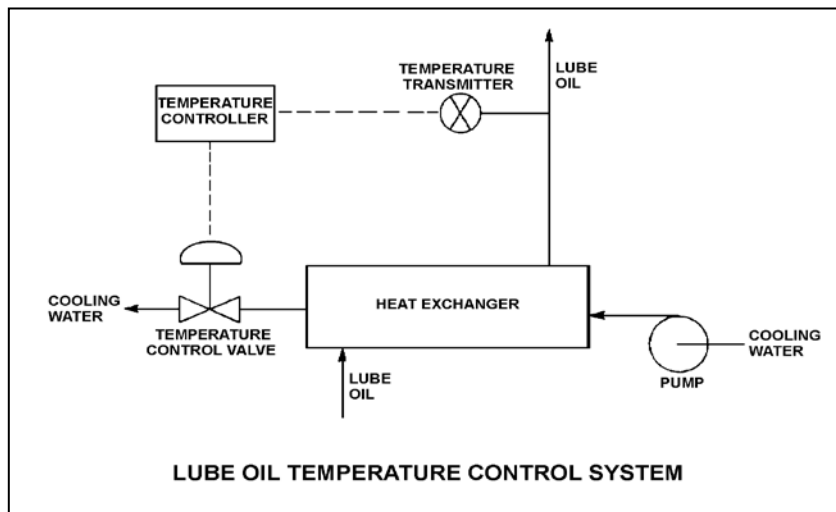 TEMPERATURE
TRANSMITTER
LUBE
OIL
TEMPERATURE
CONTROLLER
COOLING
WATER
TEMPERATURE
CONTROL VALVE
HEAT EXCHANGER
COOLING
WATER
PUMP
LUBE
OIL
LUBE OIL TEMPERATURE CONTROL SYSTEM